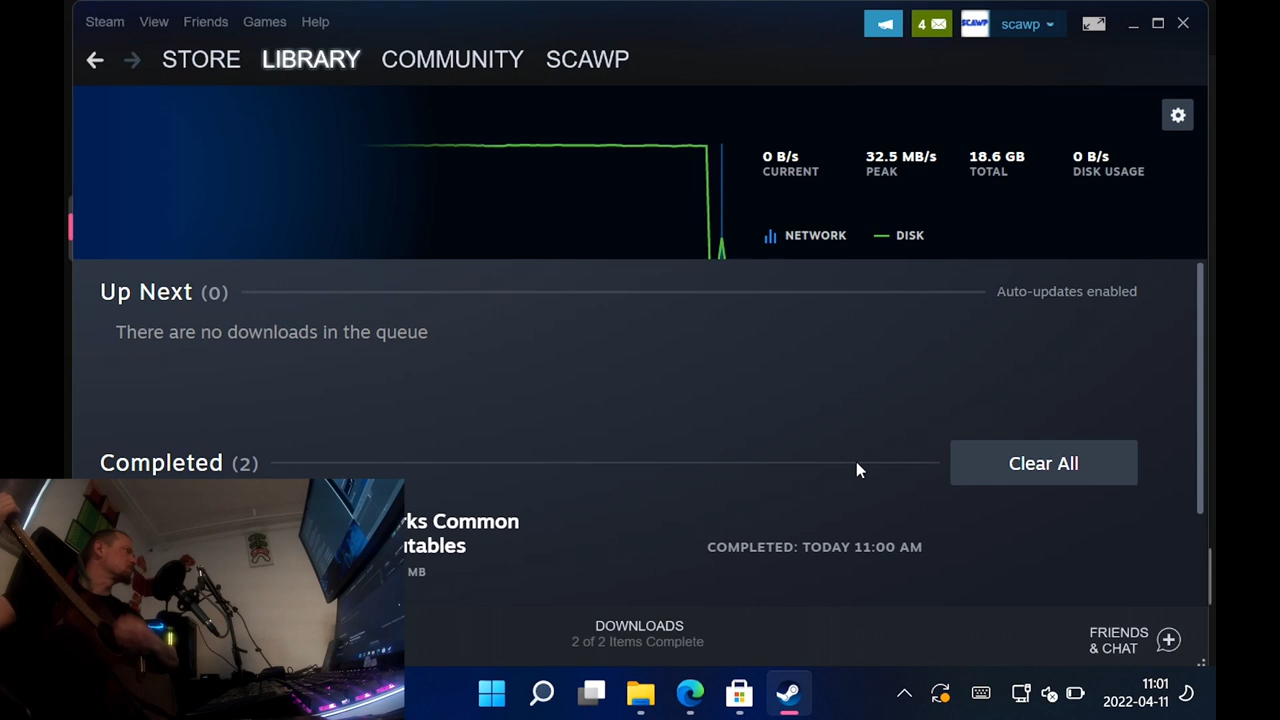 Steam View Friends Games Help
4 SCAWP scawp
STORE LIBRARY COMMUNITY SCAWP
0 B/s 32.5 MB/s 18.6 GB 0 B/s
CURRENT PEAK TOTAL DISK USAGE
NETWORK DISK
Up Next (0) Auto-updates enabled
There are no downloads in the queue
Completed (2) Clear All
rks Common
tables
COMPLETED: TODAY 11:00 AM
MB
DOWNLOADS
2 of 2 Items Complete
FRIENDS
& CHAT
11:01
2022-04-11